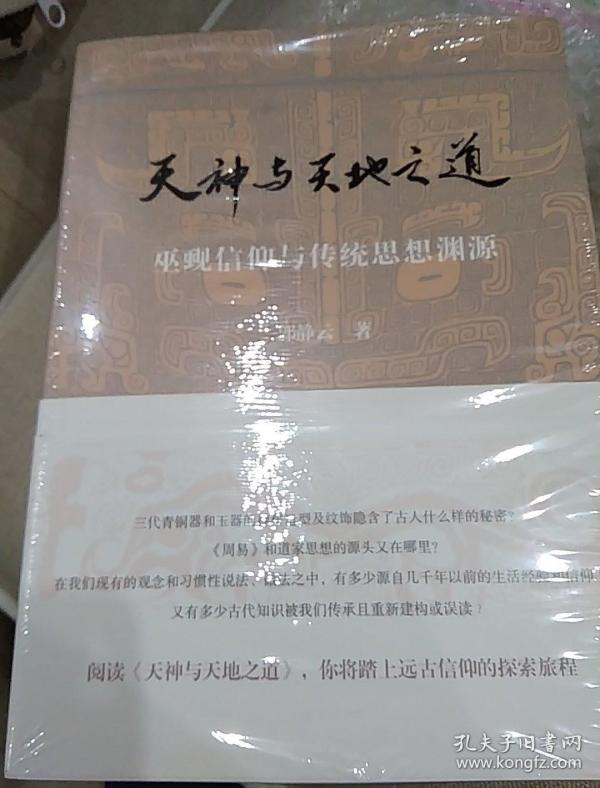 天神与天地之道
巫觋信仰与传统思想渊源
郭静云 著
三代青铜器和玉器的 造型及纹饰隐含了古人什么样的秘密？
《周易》和道家思想的源头又在哪里？
在我们现有的观念和习惯性说法、 之中，有多少源自几千年以前的生活经验和信仰
又有多少古代知识被我们传承且重新建构或误读？
阅读《天神与天地之道》，你将踏上远古信仰的探索旅程
孔夫子旧书网
www.kongfz.com